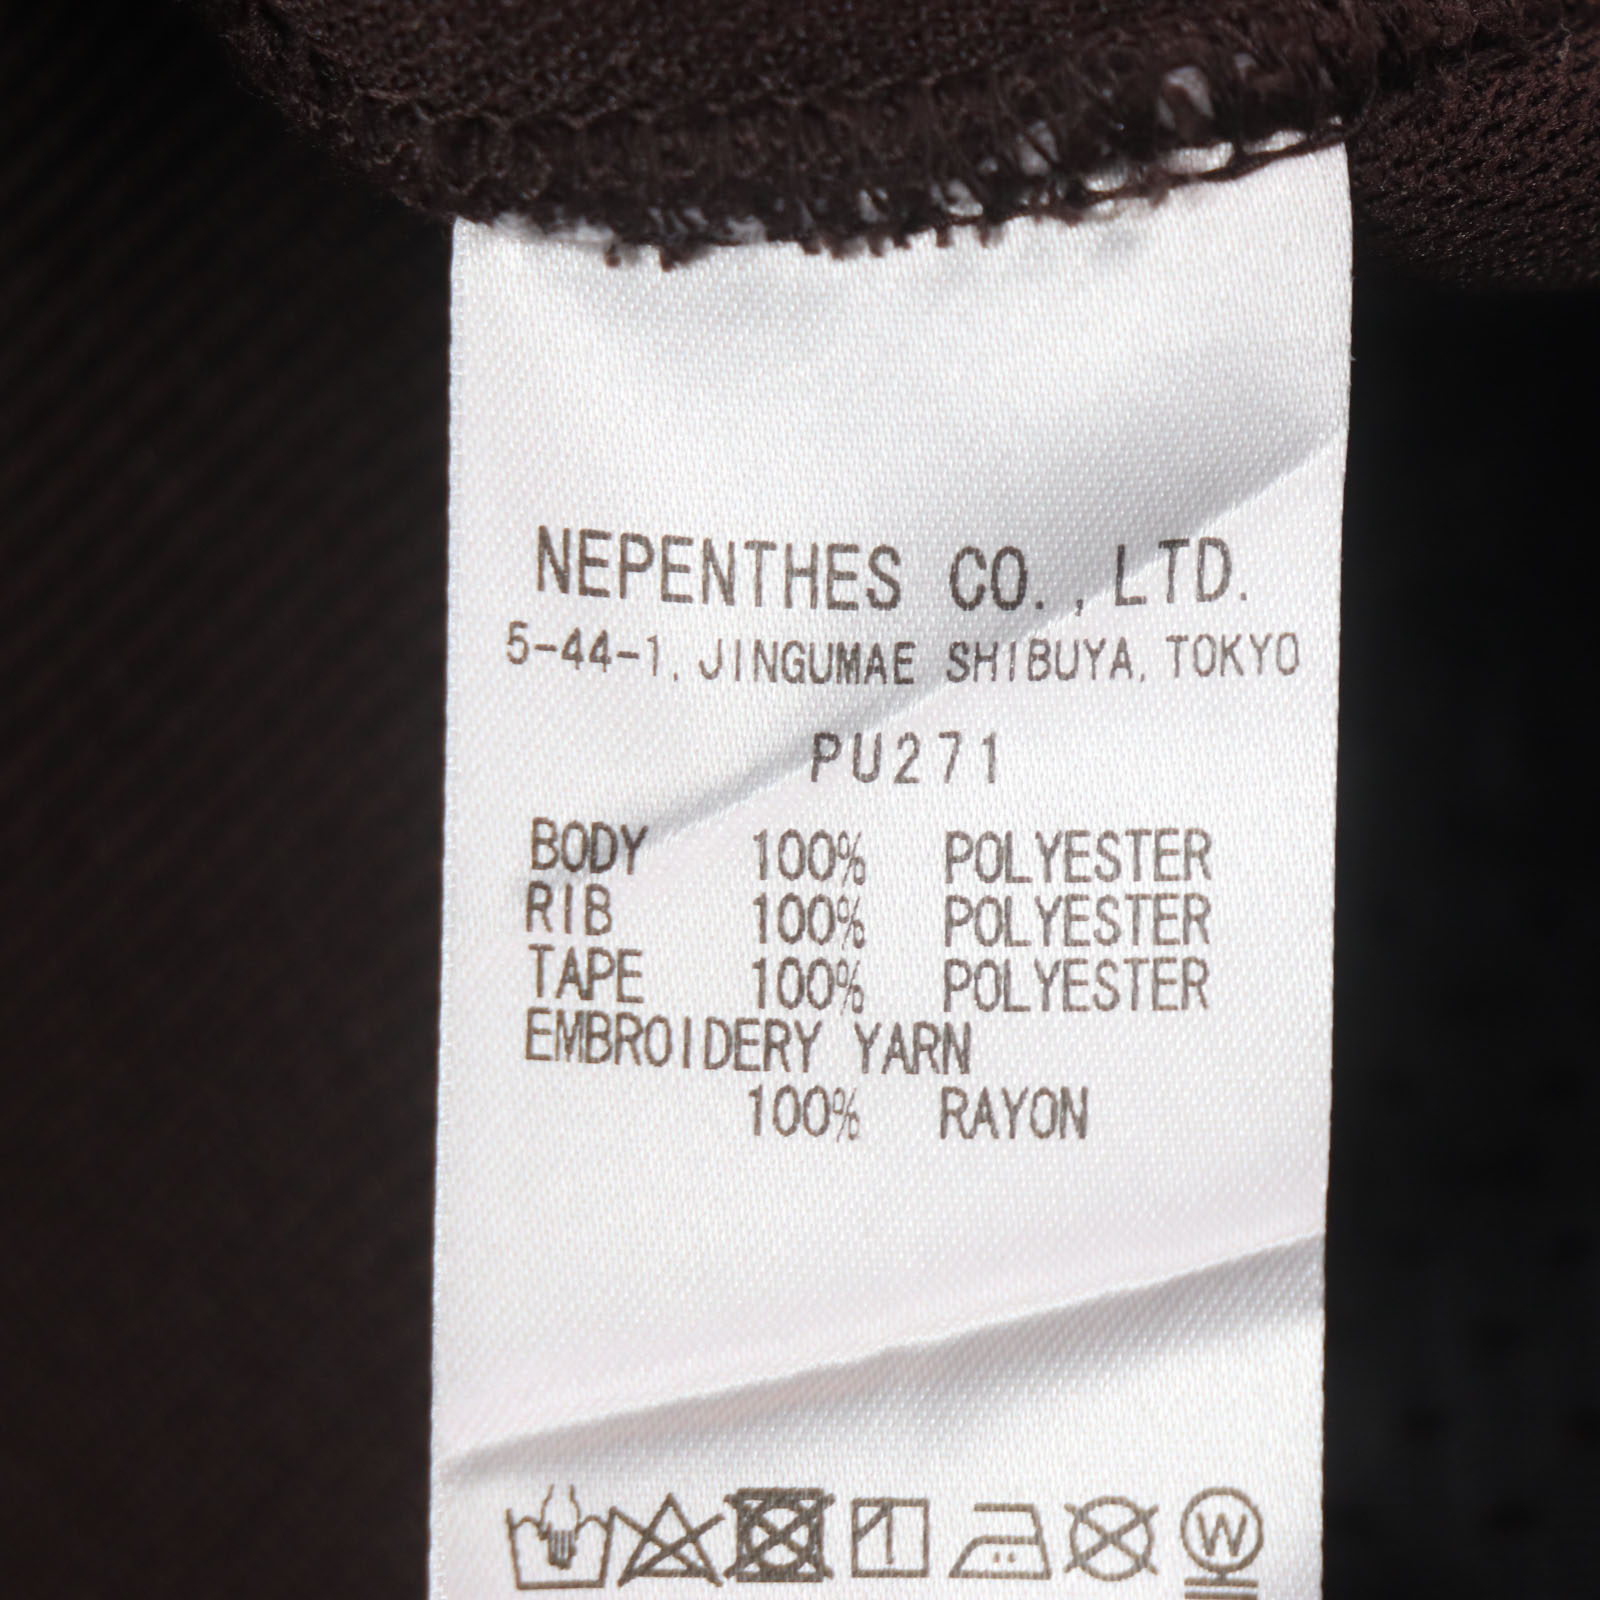 NEPENTHES CO., LTD.
5-44-1, JINGUMAE SHIBUYA, TOKYO
PU271
BODY 100% POLYESTER
RIB 100% POLYESTER
TAPE 100% POLYESTER
EMBROIDERY YARN
100% RAYON
W